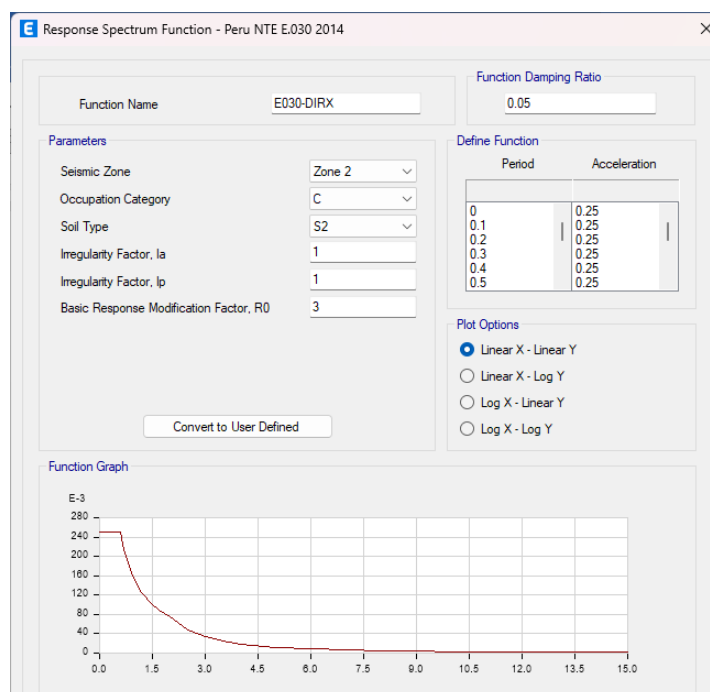 E Response Spectrum Function - Peru NTE E.030 2014
Function Name E030-DIRX
Function Damping Ratio
0.05
Parameters
Seismic Zone Zone 2
Occupation Category C
Soil Type S2
Irregularity Factor, Ia 1
Irregularity Factor, Ip 1
Basic Response Modification Factor, R0 3
Convert to User Defined
Define Function
Period Acceleration
0 0.25
0.1 0.25
0.2 0.25
0.3 0.25
0.4 0.25
0.5 0.25
Plot Options
Linear X - Linear Y
Linear X - Log Y
Log X - Linear Y
Log X - Log Y
Function Graph
E-3
280
240
200
160
120
80
40
0
0.0 1.5 3.0 4.5 6.0 7.5 9.0 10.5 12.0 13.5 15.0